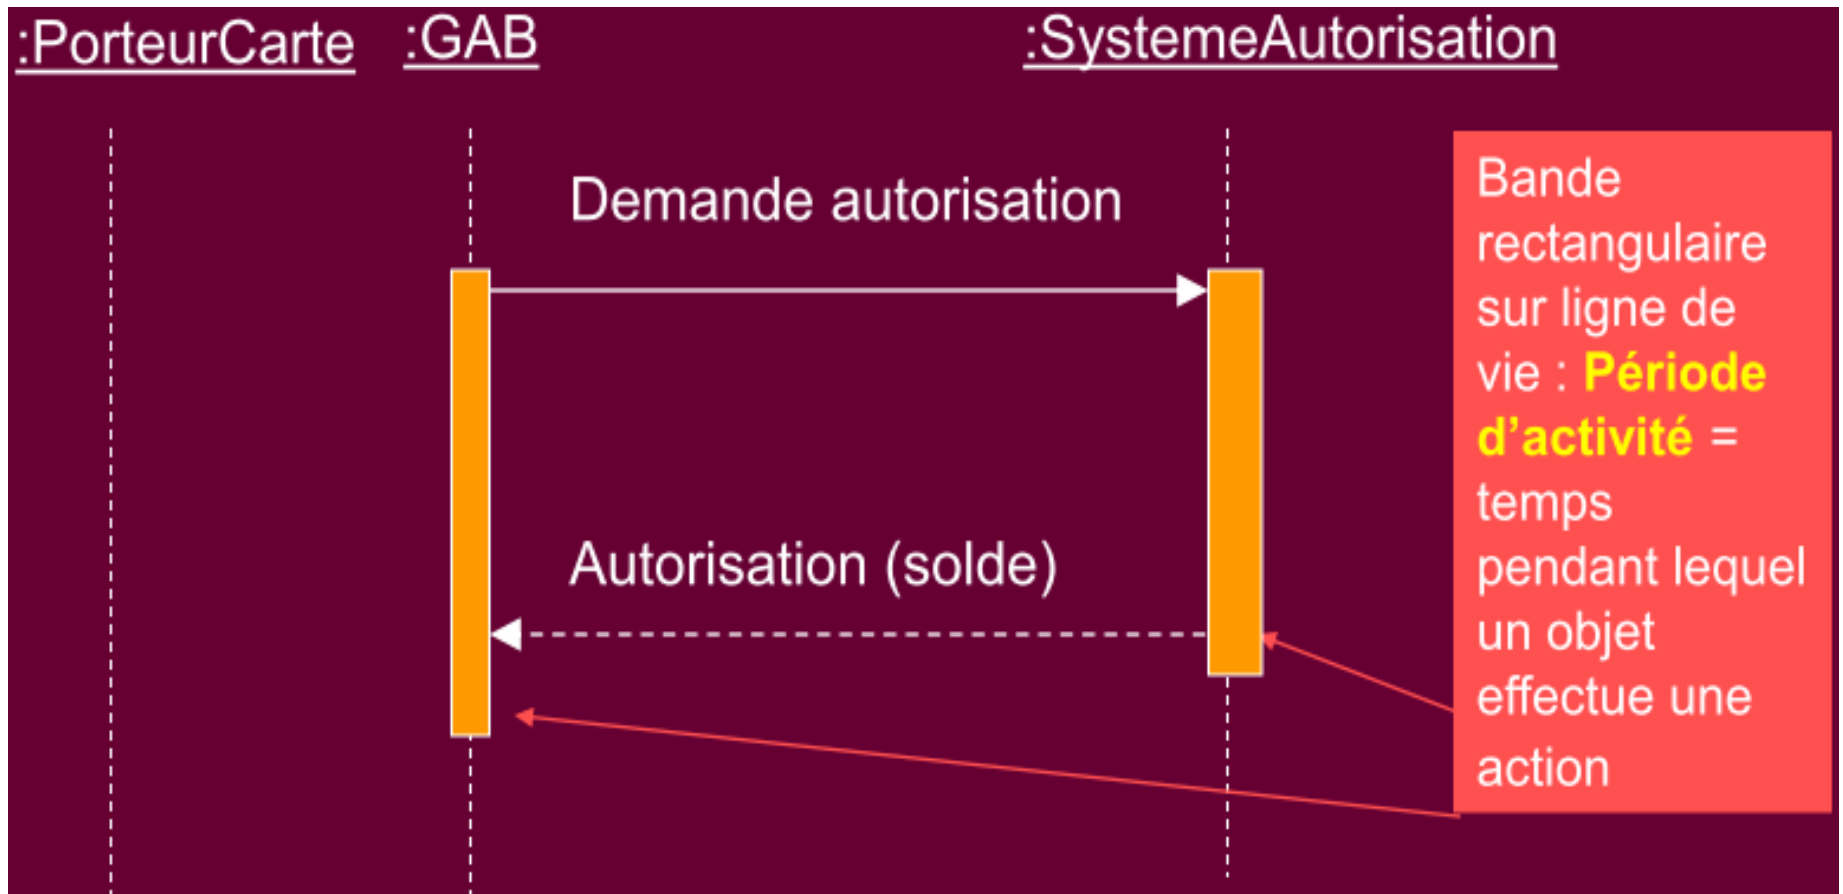 :PorteurCarte :GAB :SystemeAutorisation
Demande autorisation
Autorisation (solde)
Bande
rectangulaire
sur ligne de
vie : Période
d’activité =
temps
pendant lequel
un objet
effectue une
action